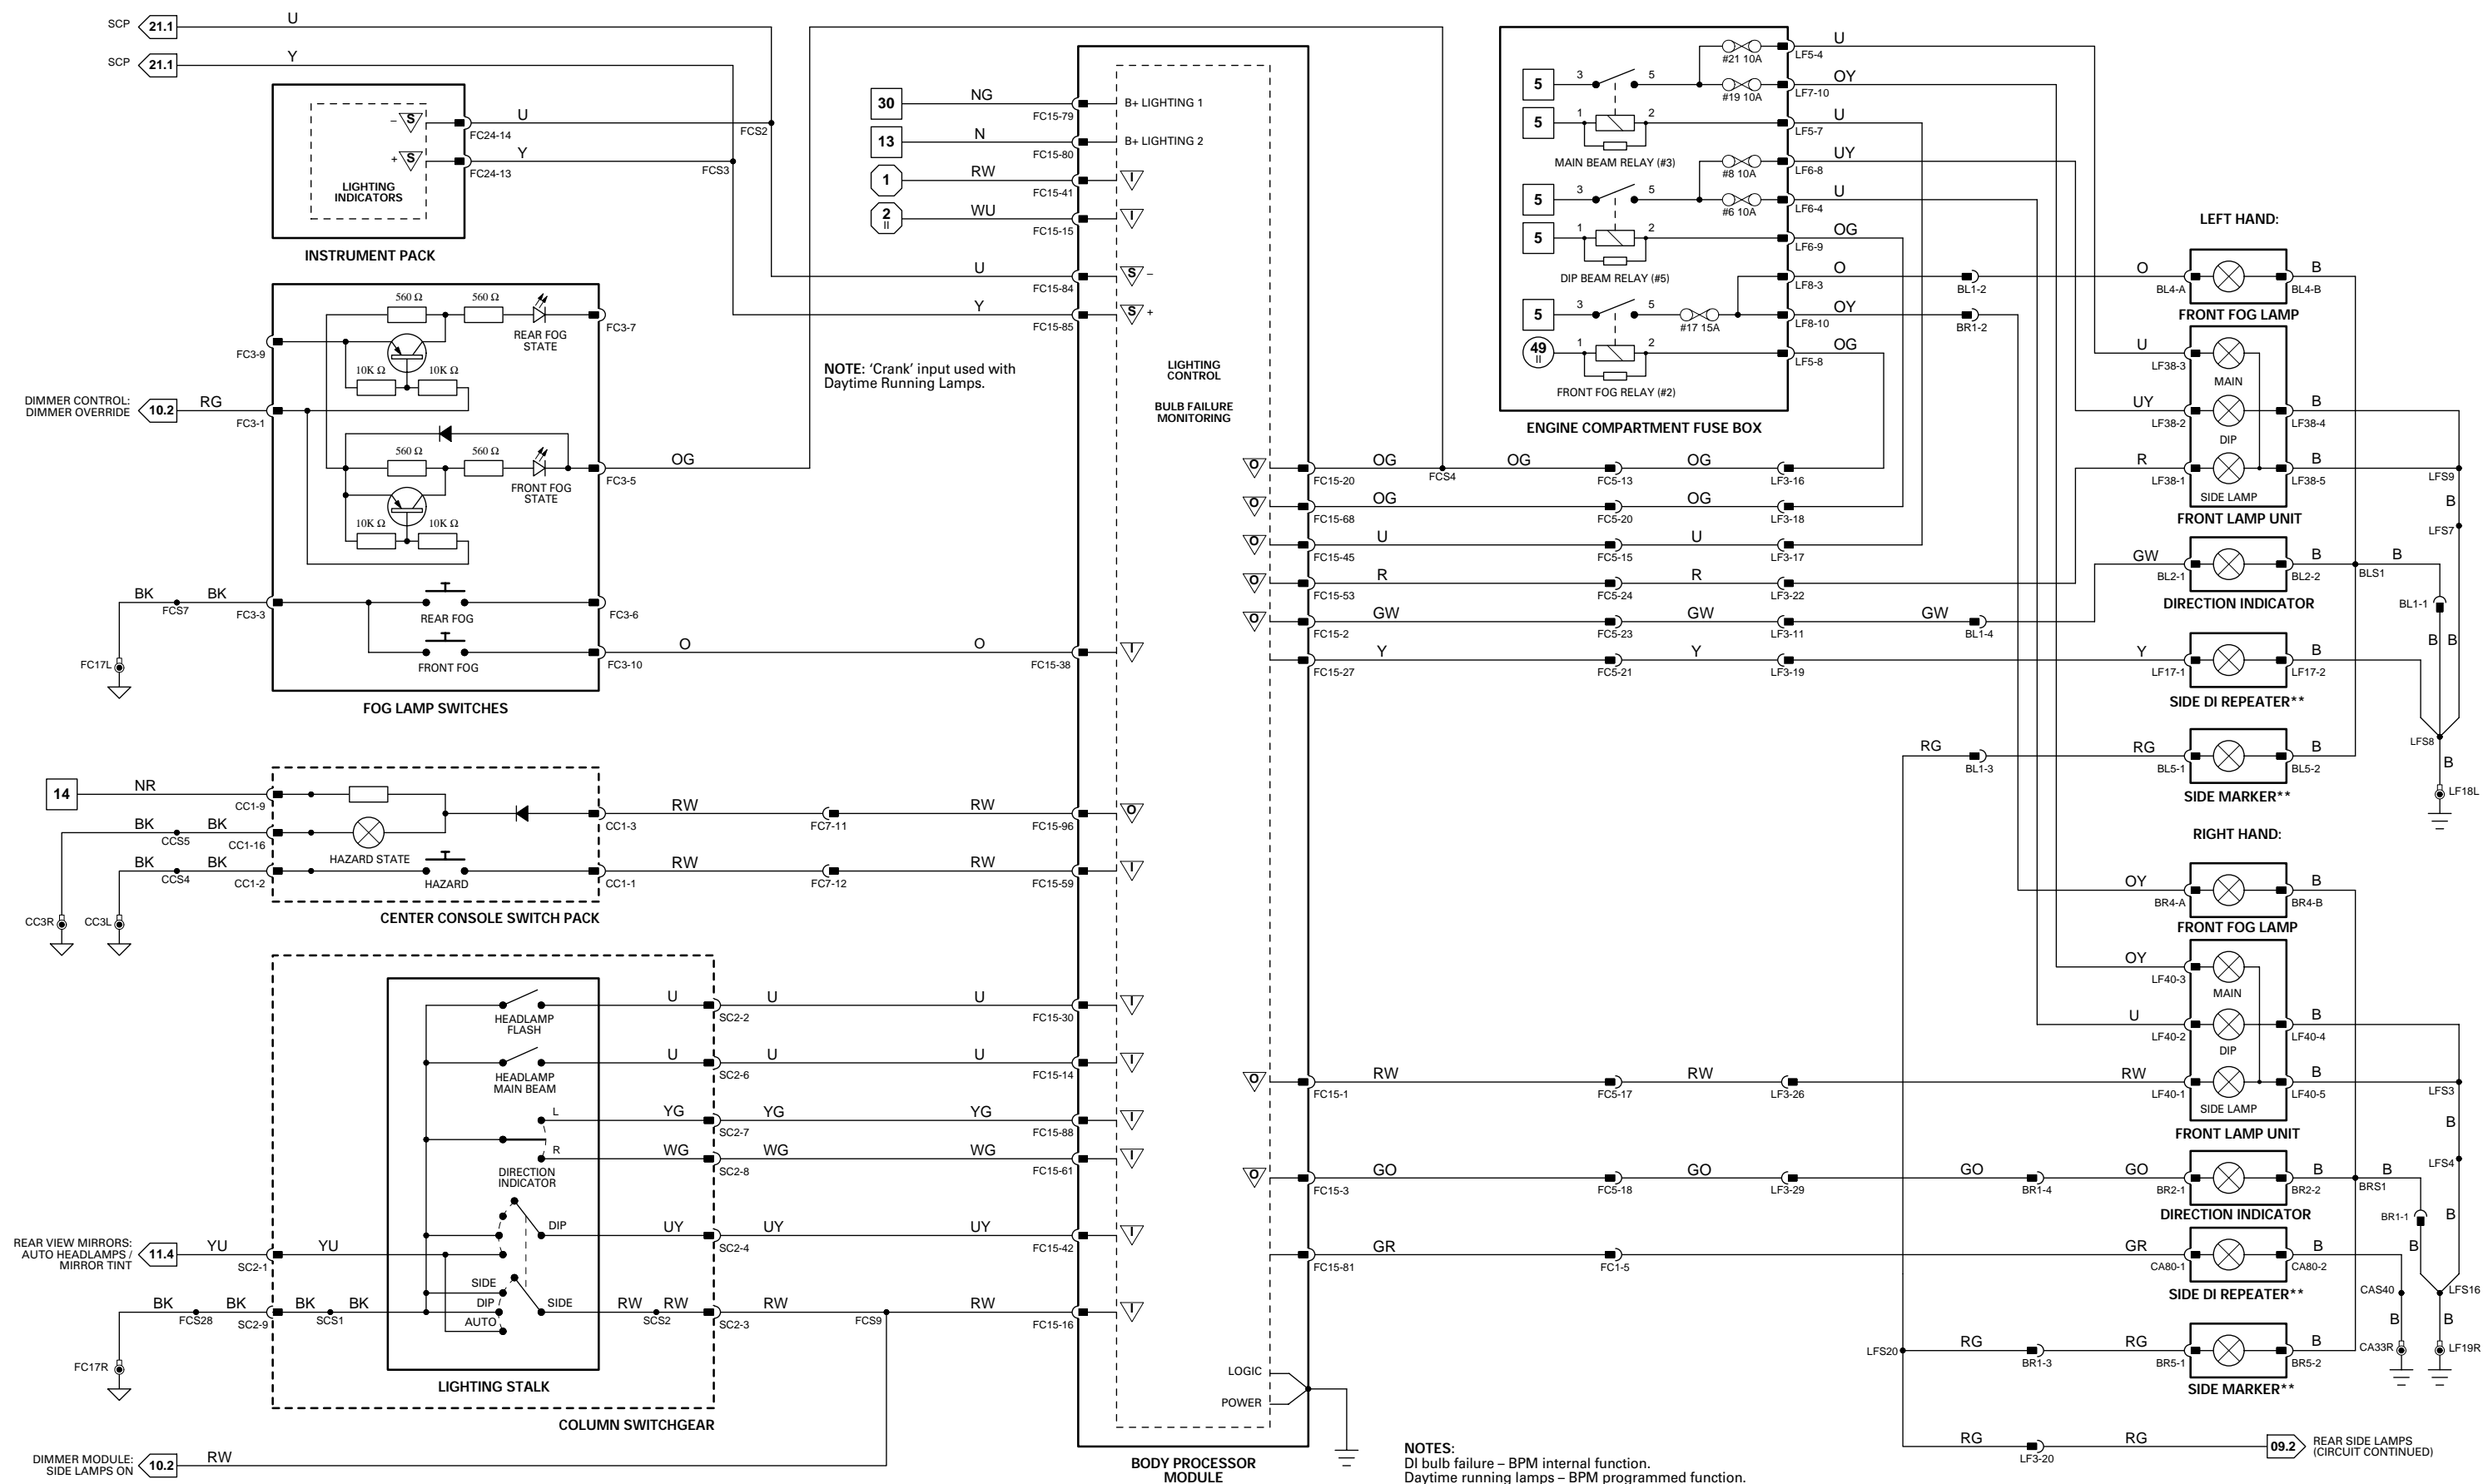 SCP 21.1 U
SCP 21.1 Y
– S FC24-14 U FCS2
+ S FC24-13 Y FCS3
LIGHTING
INDICATORS
INSTRUMENT PACK
560 Ω 560 Ω
REAR FOG
STATE
FC3-7
FC3-9
10K Ω 10K Ω
DIMMER CONTROL:
DIMMER OVERRIDE
10.2 RG FC3-1
560 Ω 560 Ω
FRONT FOG
STATE
FC3-5 OG
10K Ω 10K Ω
BK FCS7 BK FC3-3
REAR FOG
FC3-6
FC17L
FRONT FOG
FC3-10 O O FC15-38 I
FOG LAMP SWITCHES
NOTE: ‘Crank’ input used with
Daytime Running Lamps.
14 NR CC1-9
BK CCS5 BK CC1-16
HAZARD STATE
CC1-3 RW FC7-11 RW FC15-96 O
BK CCS4 BK CC1-2
HAZARD
CC1-1 RW FC7-12 RW FC15-59 I
CC3R CC3L
CENTER CONSOLE SWITCH PACK
HEADLAMP
FLASH
U SC2-2 U U FC15-30 I
HEADLAMP
MAIN BEAM
U SC2-6 U U FC15-14 I
L YG SC2-7 YG YG FC15-88 I
R WG SC2-8 WG WG FC15-61 I
DIRECTION
INDICATOR
DIP UY SC2-4 UY UY FC15-42 I
REAR VIEW MIRRORS:
AUTO HEADLAMPS /
MIRROR TINT
11.4 YU SC2-1 YU
SIDE
DIP
AUTO
BK FCS28 BK SC2-9 BK SCS1 BK
SIDE RW SCS2 RW SC2-3 RW FCS9 RW FC15-16 I
FC17R
LIGHTING STALK
COLUMN SWITCHGEAR
DIMMER MODULE:
SIDE LAMPS ON
10.2 RW
30 NG FC15-79 B+ LIGHTING 1
13 N FC15-80 B+ LIGHTING 2
1 RW FC15-41 I
2 II WU FC15-15 I
U FC15-84 S –
Y FC15-85 S +
LIGHTING
CONTROL
BULB FAILURE
MONITORING
O FC15-20 OG FCS4 OG FC5-13 OG LF3-16
O FC15-68 OG FC5-20 OG LF3-18
O FC15-45 U FC5-15 U LF3-17
O FC15-53 R FC5-24 R LF3-22
O FC15-2 GW FC5-23 GW LF3-11 GW BL1-4
FC15-27 Y FC5-21 Y LF3-19
O FC15-1 RW FC5-17 RW LF3-26
O FC15-3 GO FC5-18 GO LF3-29 GO BR1-4
FC15-81 GR FC1-5
LOGIC
POWER
BODY PROCESSOR
MODULE
#21 10A LF5-4 U
5 3 5 #19 10A LF7-10 OY
5 1 2 LF5-7 U
MAIN BEAM RELAY (#3)
#8 10A LF6-8 UY
5 3 5 #6 10A LF6-4 U
5 1 2 LF6-9 OG
DIP BEAM RELAY (#5)
LF8-3 O BL1-2
5 3 5 #17 15A LF8-10 OY BR1-2
49 II 1 2 LF5-8 OG
FRONT FOG RELAY (#2)
ENGINE COMPARTMENT FUSE BOX
LEFT HAND:
O BL4-A BL4-B B
FRONT FOG LAMP
U LF38-3 MAIN
UY LF38-2 DIP LF38-4 B
R LF38-1 SIDE LAMP LF38-5 B LFS9
B
FRONT LAMP UNIT
LFS7
GW BL2-1 BL2-2 B BLS1 B
DIRECTION INDICATOR
BL1-1
B B
Y LF17-1 LF17-2 B
SIDE DI REPEATER**
LFS8
RG BL1-3 RG BL5-1 BL5-2 B
B
SIDE MARKER**
LF18L
RIGHT HAND:
OY BR4-A BR4-B B
FRONT FOG LAMP
OY LF40-3 MAIN
U LF40-2 DIP LF40-4 B
RW LF40-1 SIDE LAMP LF40-5 B LFS3
B
FRONT LAMP UNIT
LFS4
GO BR2-1 BR2-2 B BRS1 B
DIRECTION INDICATOR
BR1-1 B
B
GR CA80-1 CA80-2 B
SIDE DI REPEATER**
CAS40 LFS16
B B
LFS20 RG BR1-3 RG BR5-1 BR5-2 B
CA33R LF19R
SIDE MARKER**
RG LF3-20 RG 09.2
REAR SIDE LAMPS
(CIRCUIT CONTINUED)
NOTES:
DI bulb failure – BPM internal function.
Daytime running lamps – BPM programmed function.